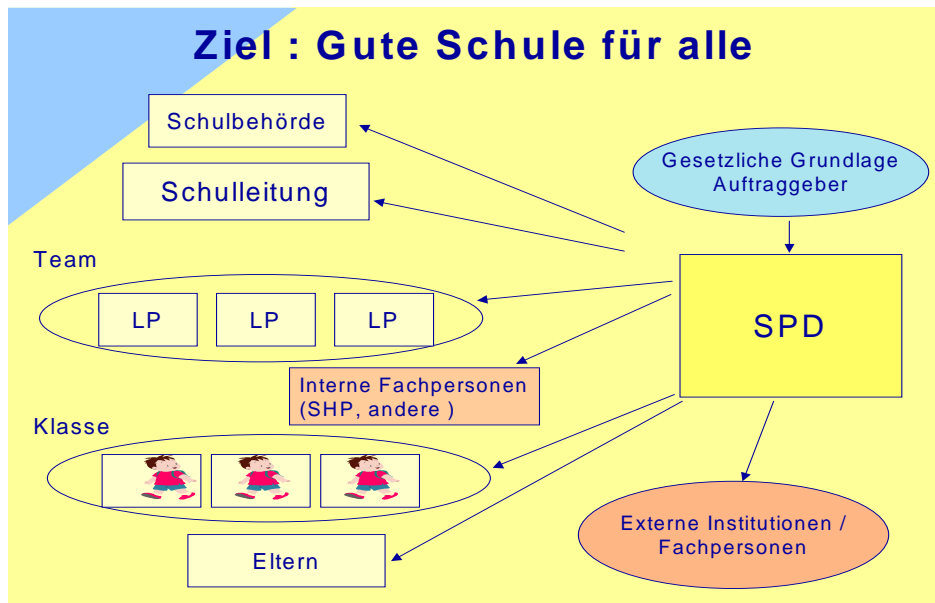 Ziel : Gute Schule für alle
Schulbehörde
Gesetzliche Grundlage
Auftraggeber
Schulleitung
Team
LP LP LP
SPD
Interne Fachpersonen
(SHP, andere )
Klasse
Externe Institutionen /
Fachpersonen
Eltern